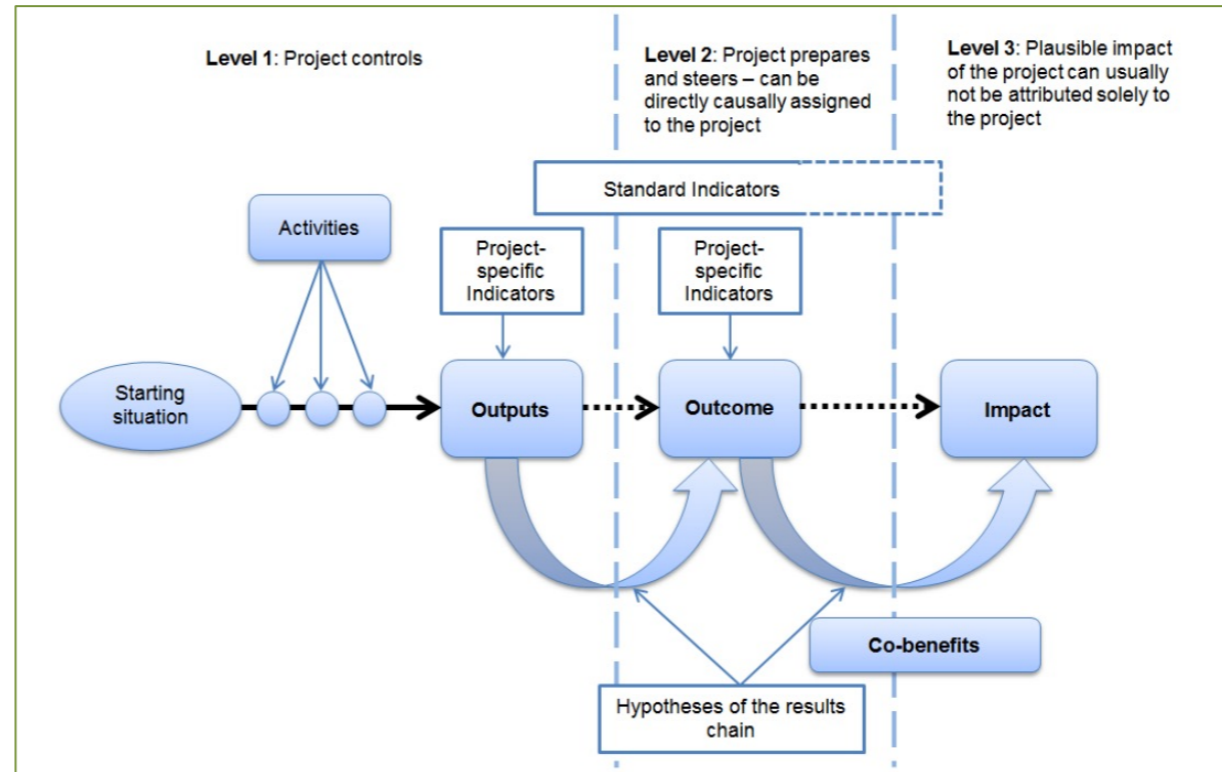 Level 1: Project controls
Level 2: Project prepares
and steers – can be
directly causally assigned
to the project
Level 3: Plausible impact
of the project can usually
not be attributed solely to
the project
Standard Indicators
Activities
Project-
specific
Indicators
Project-
specific
Indicators
Starting
situation
Outputs
Outcome
Impact
Co-benefits
Hypotheses of the results
chain